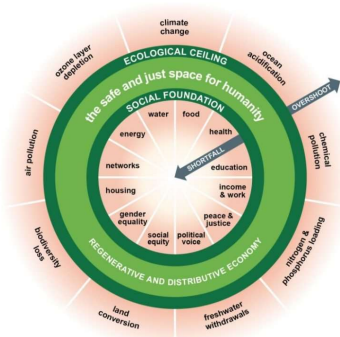 climate
change
ocean
acidification
chemical
pollution
nitrogen &
phosphorus loading
freshwater
withdrawals
land
conversion
biodiversity
loss
air pollution
ozone layer
depletion
OVERSHOOT
ECOLOGICAL CEILING
the safe and just space for humanity
SOCIAL FOUNDATION
water
food
health
education
income
& work
peace &
justice
political
voice
social
equity
gender
equality
housing
networks
energy
SHORTFALL
REGENERATIVE AND DISTRIBUTIVE ECONOMY